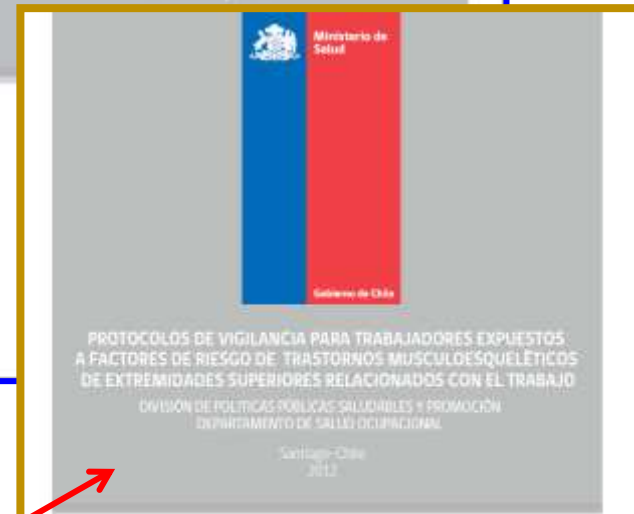 Ministerio de
Salud
Gobierno de Chile
PROTOCOLOS DE VIGILANCIA PARA TRABAJADORES EXPUESTOS
A FACTORES DE RIESGO DE TRASTORNOS MUSCULOESQUELÉTICOS
DE EXTREMIDADES SUPERIORES RELACIONADOS CON EL TRABAJO
DIVISIÓN DE POLÍTICAS PÚBLICAS SALUDABLES Y PROMOCIÓN
DEPARTAMENTO DE SALUD OCUPACIONAL
Santiago-Chile
2012